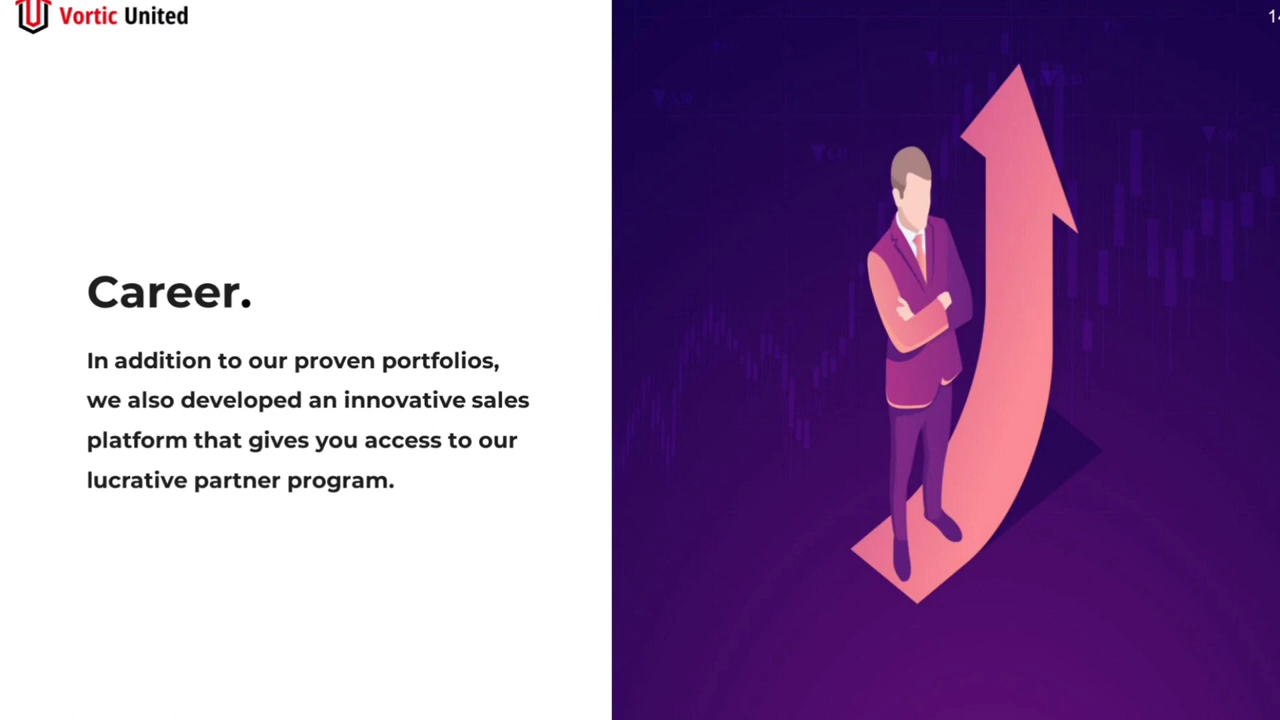 Vortic United
Career.
In addition to our proven portfolios,
we also developed an innovative sales
platform that gives you access to our
lucrative partner program.